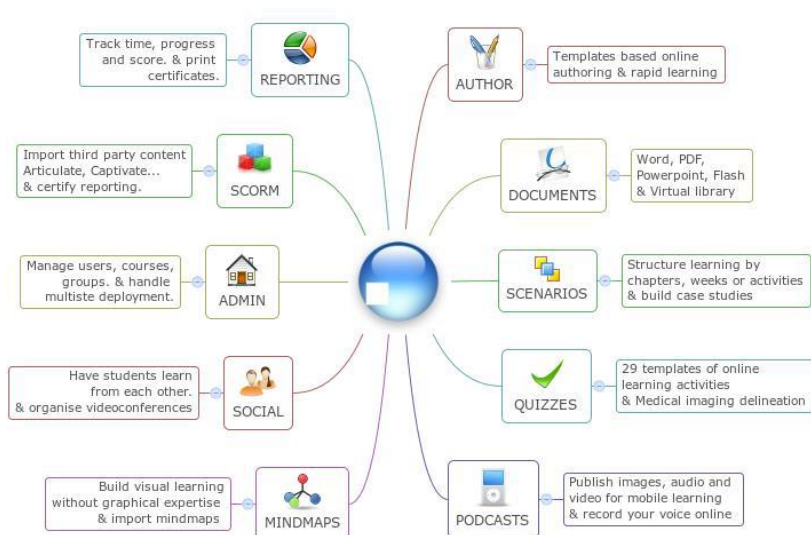 Track time, progress
and score. & print
certificates.
REPORTING
AUTHOR
Templates based online
authoring & rapid learning
Import third party content
Articulate, Captivate...
& certify reporting.
SCORM
DOCUMENTS
Word, PDF,
Powerpoint, Flash
& Virtual library
Manage users, courses,
groups. & handle
multiste deployment.
ADMIN
SCENARIOS
Structure learning by
chapters, weeks or activities
& build case studies
Have students learn
from each other.
& organise videoconferences
SOCIAL
QUIZZES
29 templates of online
learning activities
& Medical imaging delineation
Build visual learning
without graphical expertise
& import mindmaps
MINDMAPS
PODCASTS
Publish images, audio and
video for mobile learning
& record your voice online